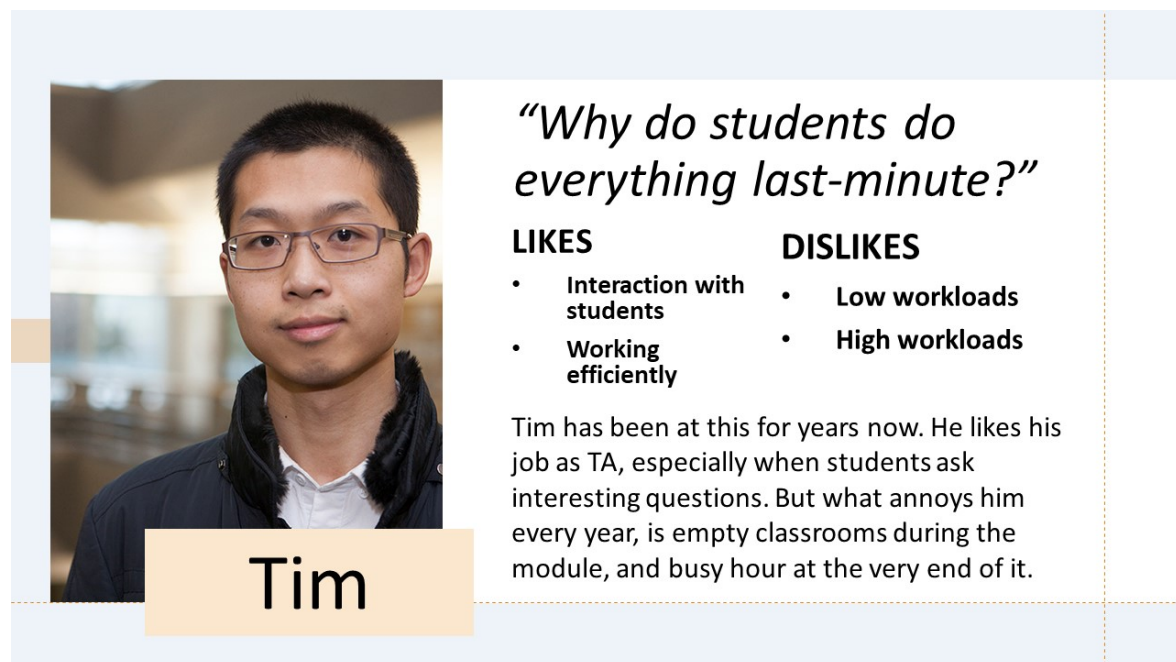 “Why do students do
everything last-minute?”
LIKES
• Interaction with
students
• Working
efficiently
DISLIKES
• Low workloads
• High workloads
Tim has been at this for years now. He likes his
job as TA, especially when students ask
interesting questions. But what annoys him
every year, is empty classrooms during the
module, and busy hour at the very end of it.
Tim